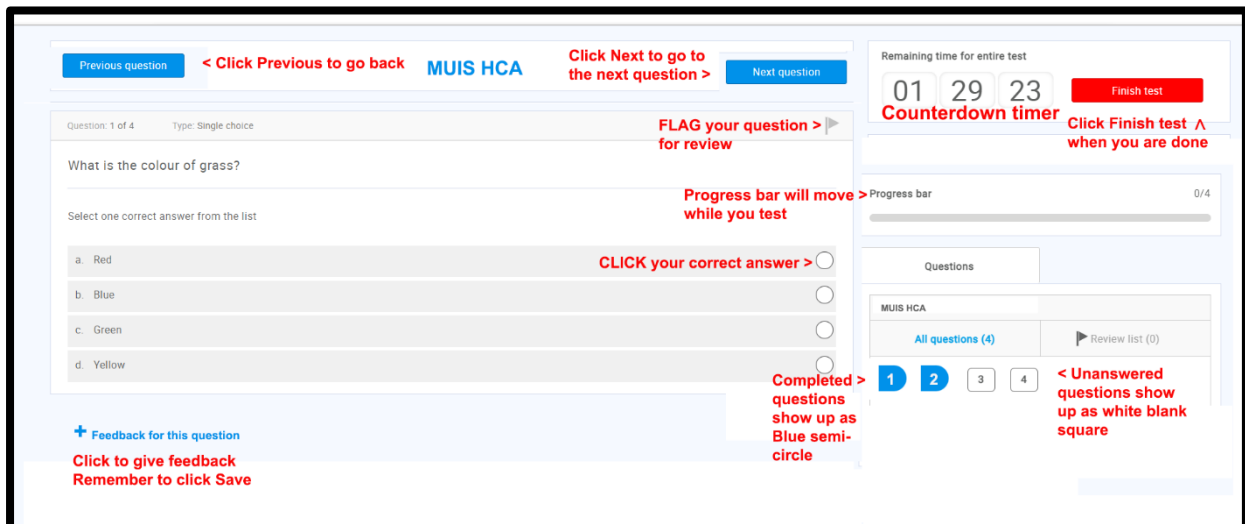 Previous question
< Click Previous to go back
MUIS HCA
Click Next to go to
the next question >
Next question
Remaining time for entire test
01 29 23
Finish test
Counterdown timer
Click Finish test ∧
when you are done
Question: 1 of 4
Type: Single choice
FLAG your question >
for review
What is the colour of grass?
Progress bar will move >
while you test
Progress bar
0/4
Select one correct answer from the list
a. Red
CLICK your correct answer >
b. Blue
c. Green
d. Yellow
Questions
MUIS HCA
All questions (4)
Review list (0)
Completed >
questions
show up as
Blue semi-
circle
1 2 3 4
< Unanswered
questions show
up as white blank
square
+ Feedback for this question
Click to give feedback
Remember to click Save